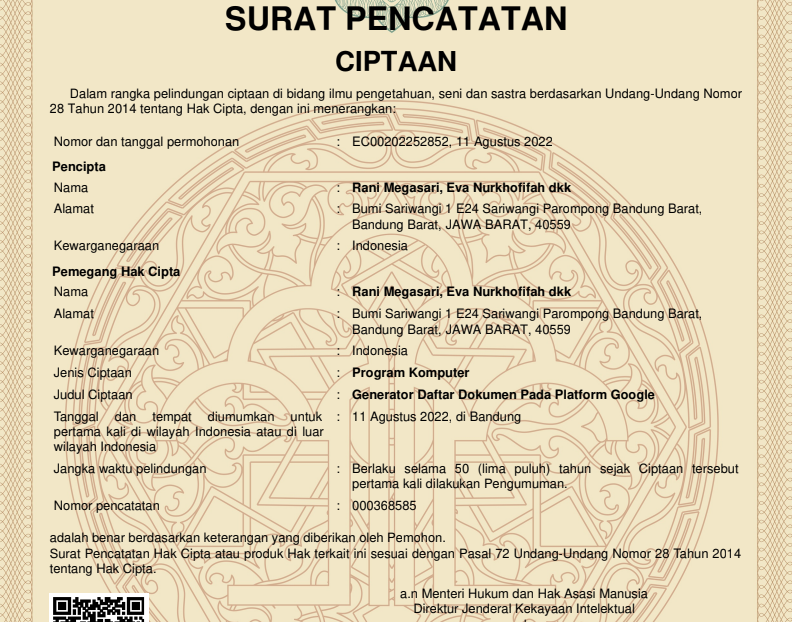 SURAT PENCATATAN
CIPTAAN
Dalam rangka pelindungan ciptaan di bidang ilmu pengetahuan, seni dan sastra berdasarkan Undang-Undang Nomor
28 Tahun 2014 tentang Hak Cipta, dengan ini menerangkan:
Nomor dan tanggal permohonan : EC00202252852, 11 Agustus 2022
Pencipta
Nama : Rani Megasari, Eva Nurkhofifah dkk
Alamat : Bumi Sariwangi 1 E24 Sariwangi Parompong Bandung Barat,
Bandung Barat, JAWA BARAT, 40559
Kewarganegaraan : Indonesia
Pemegang Hak Cipta
Nama : Rani Megasari, Eva Nurkhofifah dkk
Alamat : Bumi Sariwangi 1 E24 Sariwangi Parompong Bandung Barat,
Bandung Barat, JAWA BARAT, 40559
Kewarganegaraan : Indonesia
Jenis Ciptaan : Program Komputer
Judul Ciptaan : Generator Daftar Dokumen Pada Platform Google
Tanggal dan tempat diumumkan untuk : 11 Agustus 2022, di Bandung
pertama kali di wilayah Indonesia atau di luar
wilayah Indonesia
Jangka waktu pelindungan : Berlaku selama 50 (lima puluh) tahun sejak Ciptaan tersebut
pertama kali dilakukan Pengumuman.
Nomor pencatatan : 000368585
adalah benar berdasarkan keterangan yang diberikan oleh Pemohon.
Surat Pencatatan Hak Cipta atau produk Hak terkait ini sesuai dengan Pasal 72 Undang-Undang Nomor 28 Tahun 2014
tentang Hak Cipta.
a.n Menteri Hukum dan Hak Asasi Manusia
Direktur Jenderal Kekayaan Intelektual